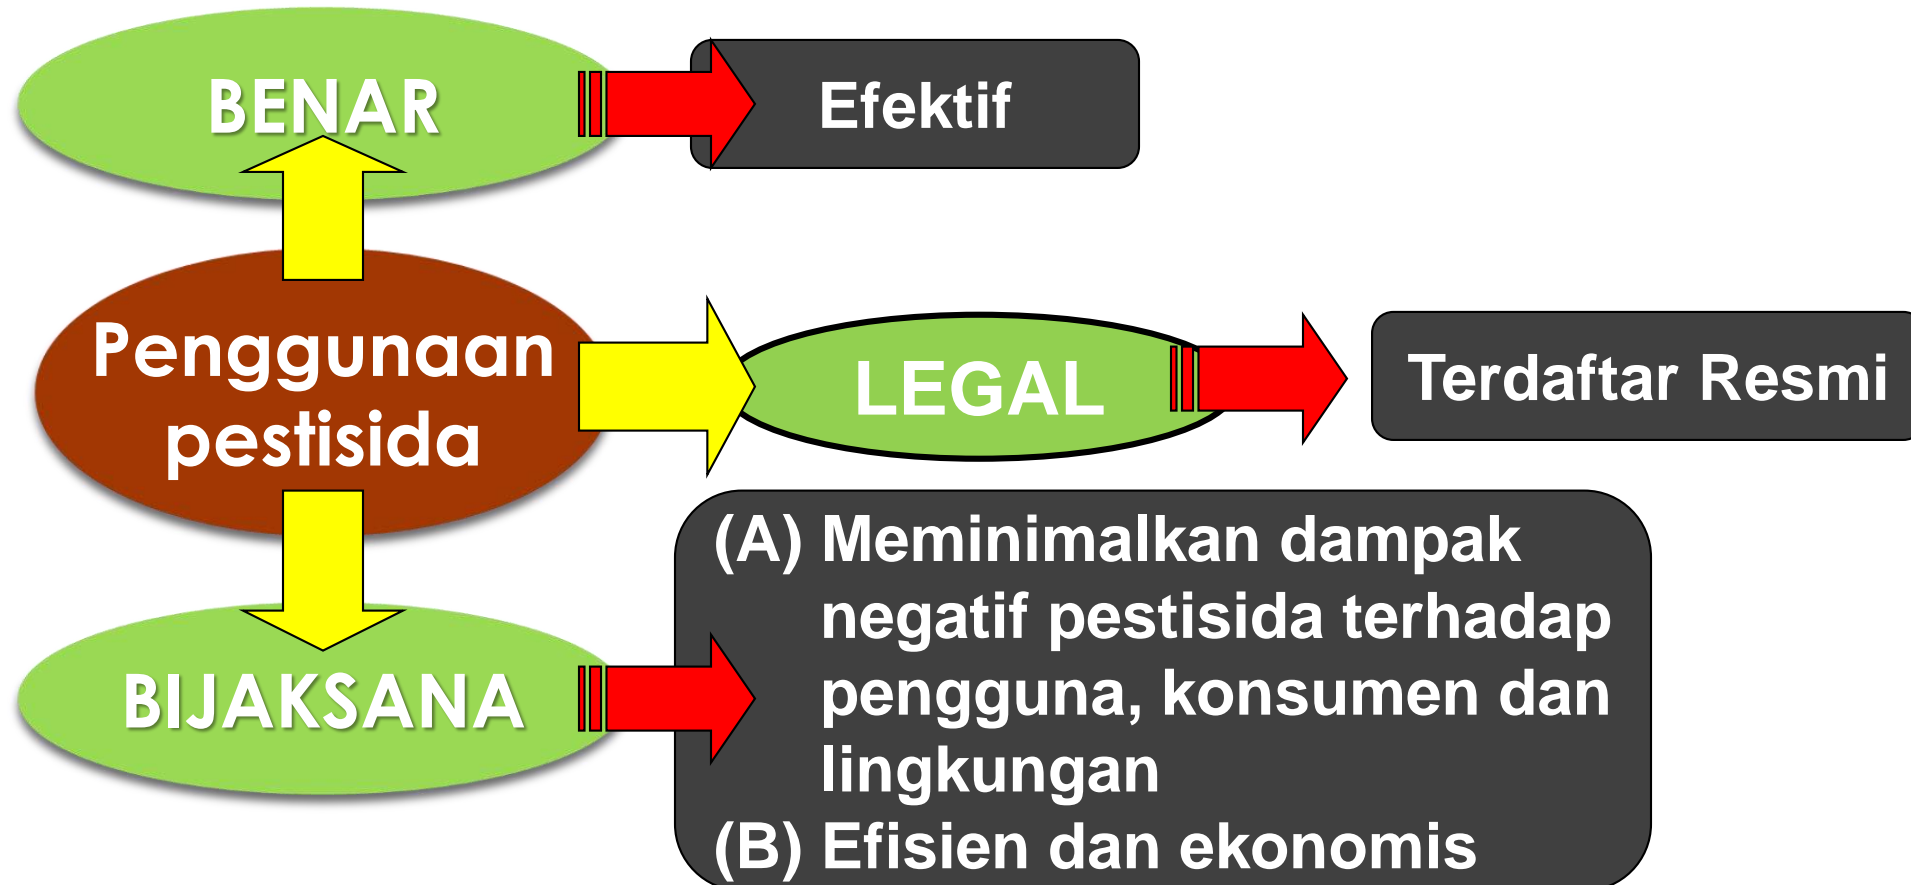 BENAR
Efektif
Penggunaan
pestisida
LEGAL
Terdaftar Resmi
BIJAKSANA
(A) Meminimalkan dampak
negatif pestisida terhadap
pengguna, konsumen dan
lingkungan
(B) Efisien dan ekonomis